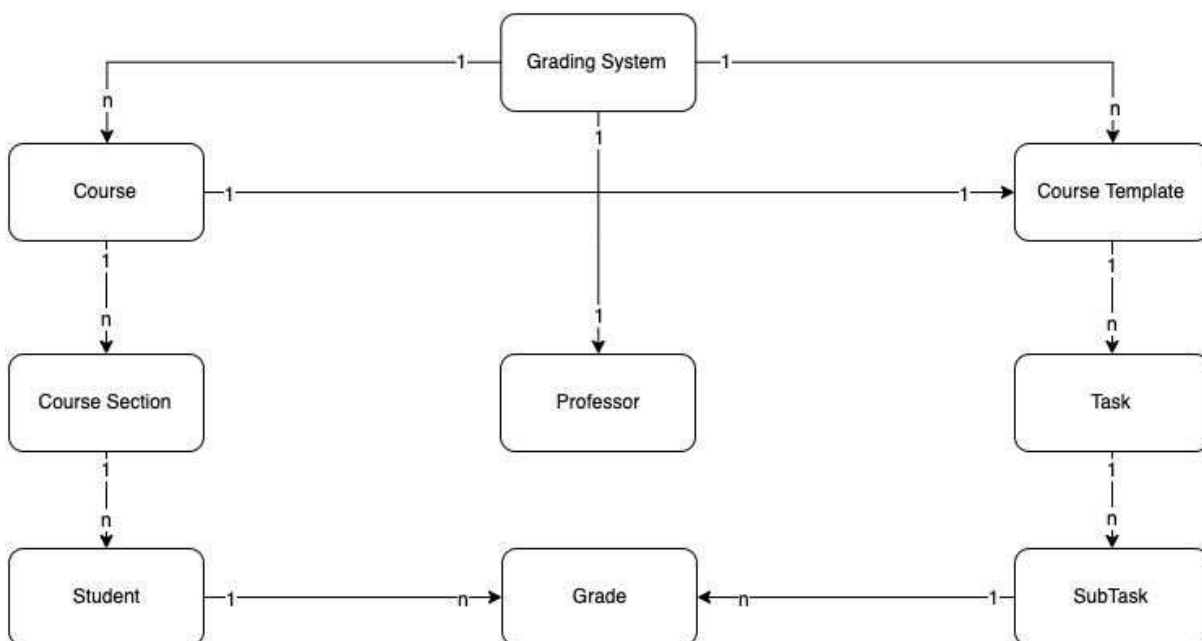 1
Grading System
1
n
n
1
Course
1
1
Course Template
1
1
n
1
n
Course Section
Professor
Task
1
1
n
n
Student
1
n
Grade
n
1
SubTask